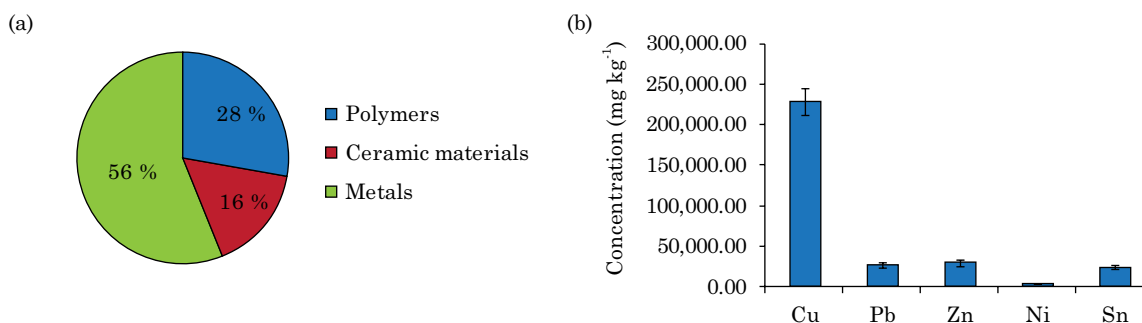 (a)
28 %
56 %
16 %
Polymers
Ceramic materials
Metals
(b)
Concentration (mg kg⁻¹)
300,000.00
250,000.00
200,000.00
150,000.00
100,000.00
50,000.00
0.00
Cu Pb Zn Ni Sn